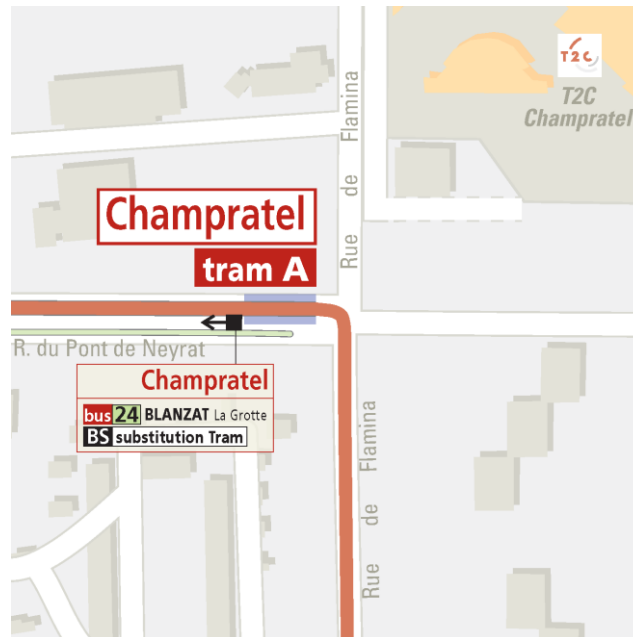 T2C
T2C
Champratel
Rue de Flamina
Champratel
tram A
R. du Pont de Neyrat
Champratel
bus 24 BLANZAT La Grotte
BS substitution Tram
Rue de Flamina